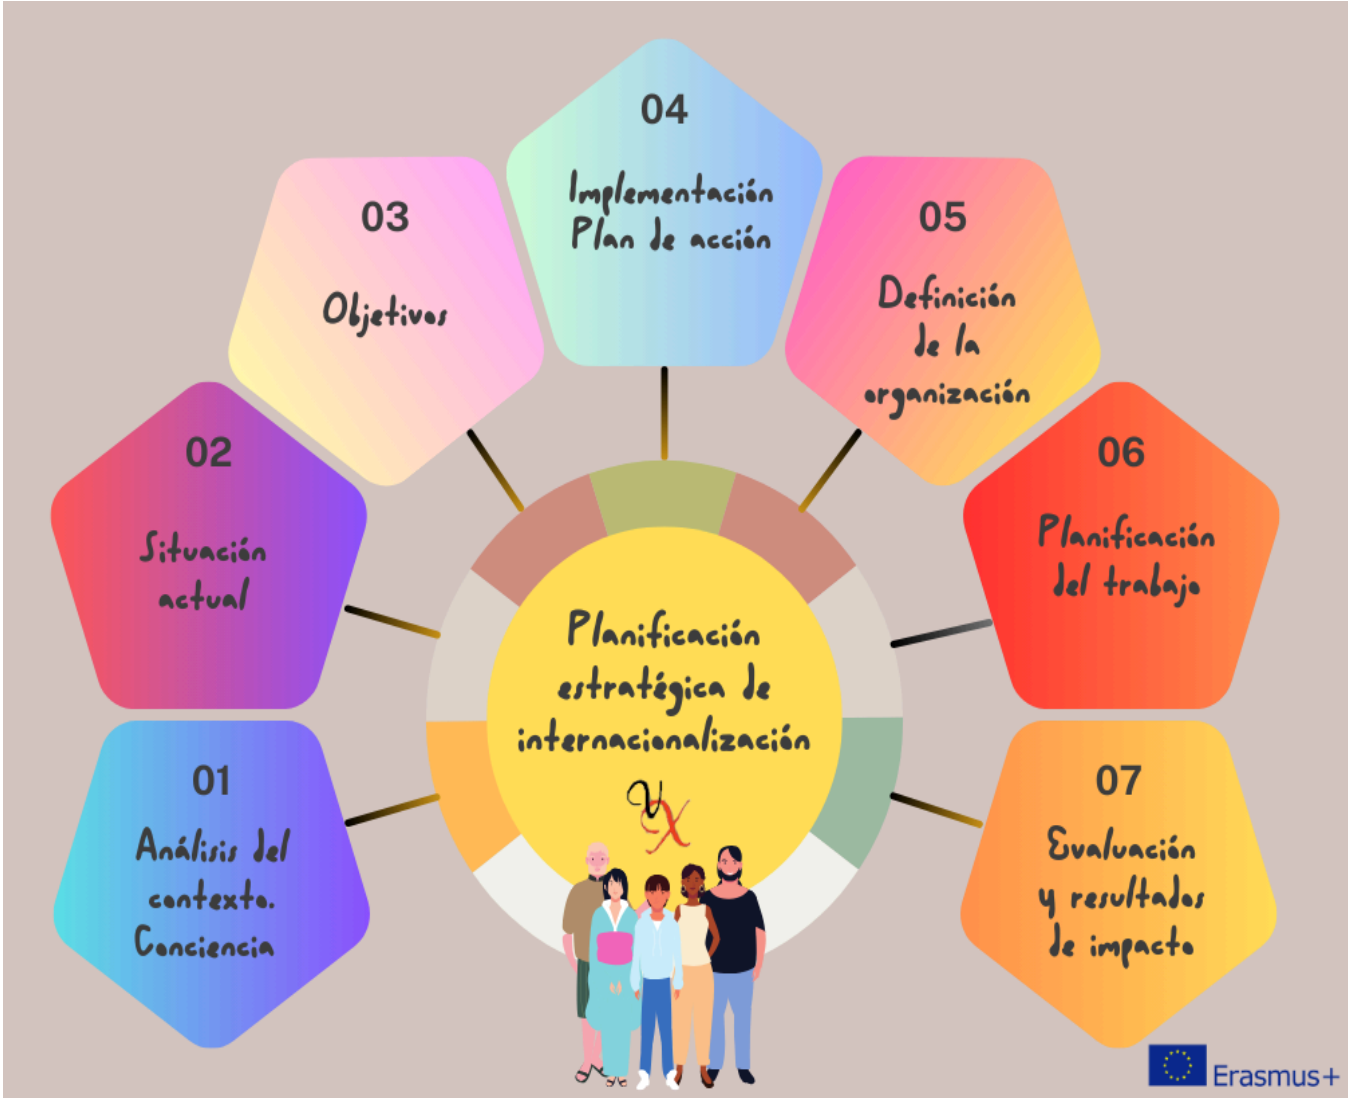 01
Análisis del
contexto.
Conciencia
02
Situación
actual
03
Objetivos
04
Implementación
Plan de acción
05
Definición
de la
organización
06
Planificación
del trabajo
07
Evaluación
y resultados
de impacto
Planificación
estratégica de
internacionalización
Erasmus+